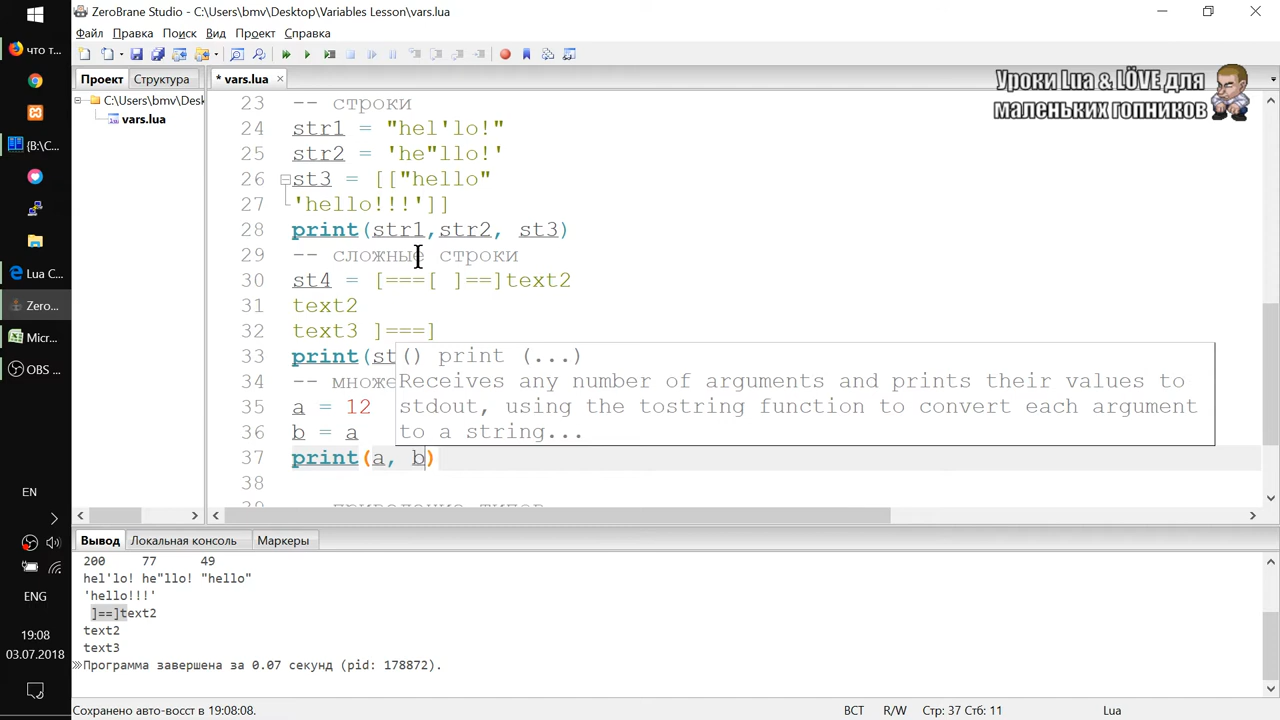 ZeroBrane Studio - C:\Users\bmv\Desktop\Variables Lesson\vars.lua
Файл Правка Поиск Вид Проект Справка
что т...
Проект Структура
* vars.lua
C:\Users\bmv\Desk
vars.lua
Уроки Lua & LÖVE для
маленьких гопников
23 -- строки
24 str1 = "hel'lo!"
25 str2 = 'he"llo!'
26 st3 = [["hello"
27 'hello!!!']]
28 print(str1,str2, st3)
29 -- сложные строки
30 st4 = [===[ ]==]text2
31 text2
32 text3 ]===]
33 print(st
34 -- множе
35 a = 12
36 b = a
37 print(a, b)
38
() print (...)
Receives any number of arguments and prints their values to
stdout, using the tostring function to convert each argument
to a string...
{B:\C...
Lua C...
Zero...
Micr...
OBS ...
EN
ENG
19:08
03.07.2018
Вывод Локальная консоль Маркеры
200 77 49
hel'lo! he"llo! "hello"
'hello!!!'
]==]text2
text2
text3
Программа завершена за 0.07 секунд (pid: 178872).
Сохранено авто-восст в 19:08:08.
ВСТ R/W Стр: 37 Стб: 11 Lua